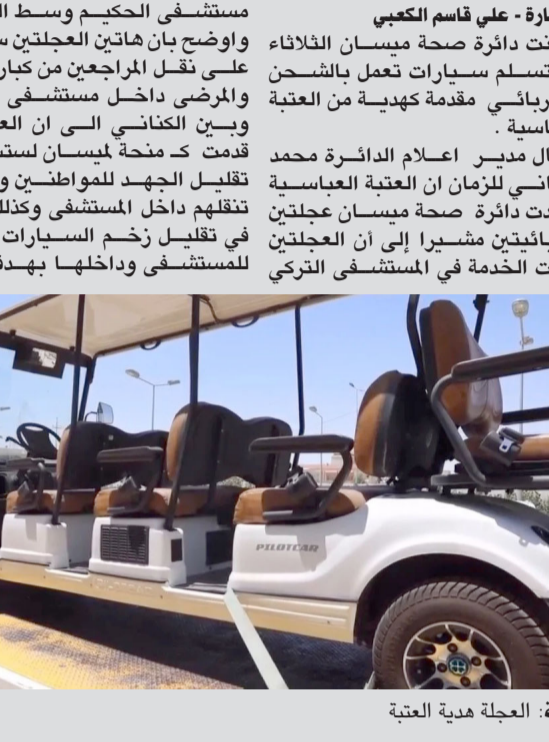 ارة - علي قاسم الكعبي
نت دائرة صحة ميسان الثلاثاء
تسلم سيارات تعمل بالشحن
ربائي مقدمة كهدية من العتبة
اسية .
ال مدير اعلام الدائرة محمد
اني للزمان ان العتبة العباسية
دت دائرة صحة ميسان عجلتين
بائيتين مشيرا إلى أن العجلتين
ت الخدمة في المستشفى التركي
مستشفى الحكيم وسط ال
واوضح بان هاتين العجلتين س
على نقل المراجعين من كبار
والمرضى داخل مستشفى
وبين الكناني الى ان الع
قدمت كـ منحة لميسان لست
تقليل الجهد للمواطنين و
تنقلهم داخل المستشفى وكذلك
في تقليل زخم السيارات
للمستشفى وداخلها بهدف
PILOTCAR
ة: العجلة هدية العتبة